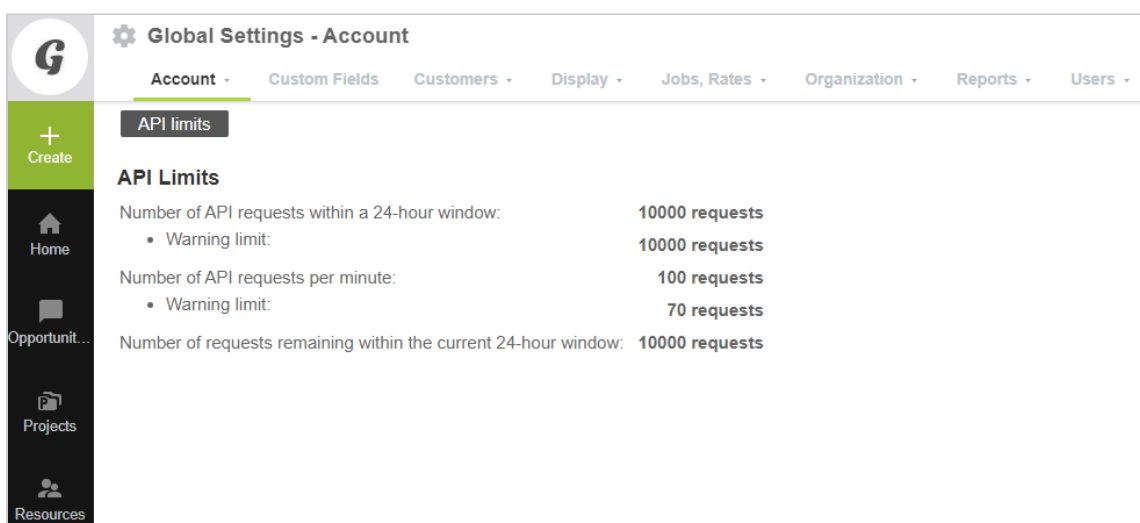 G
Global Settings - Account
Account Custom Fields Customers Display Jobs, Rates Organization Reports Users
Create
API limits
API Limits
Number of API requests within a 24-hour window: 10000 requests
• Warning limit: 10000 requests
Number of API requests per minute: 100 requests
• Warning limit: 70 requests
Number of requests remaining within the current 24-hour window: 10000 requests
Home
Opportunit...
Projects
Resources